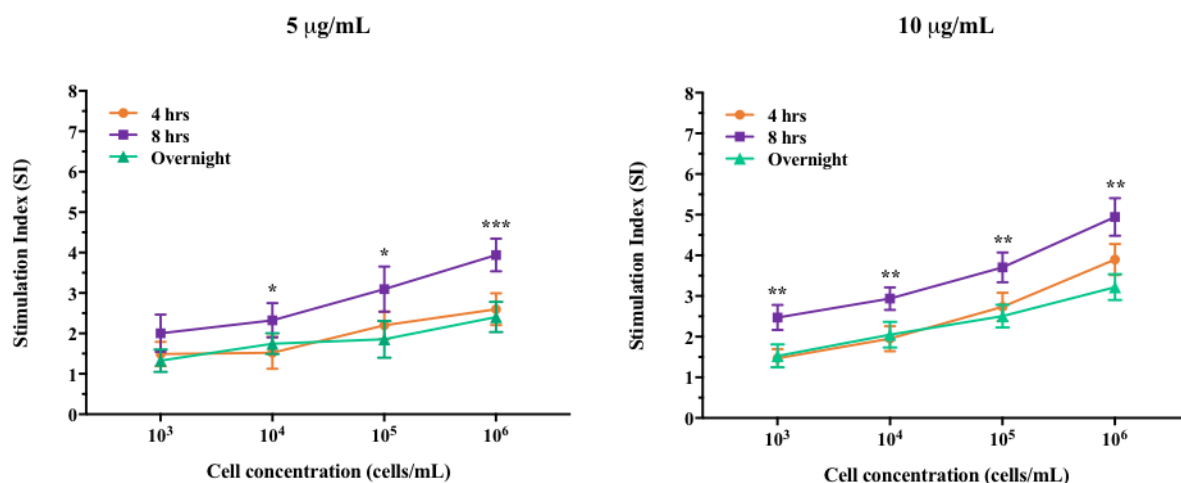 5 μg/mL
8
7
6
5
4
3
2
1
0
Stimulation Index (SI)
4 hrs
8 hrs
Overnight
*
*
***
10³
10⁴
10⁵
10⁶
Cell concentration (cells/mL)
10 μg/mL
8
7
6
5
4
3
2
1
0
Stimulation Index (SI)
4 hrs
8 hrs
Overnight
**
**
**
**
10³
10⁴
10⁵
10⁶
Cell concentration (cells/mL)